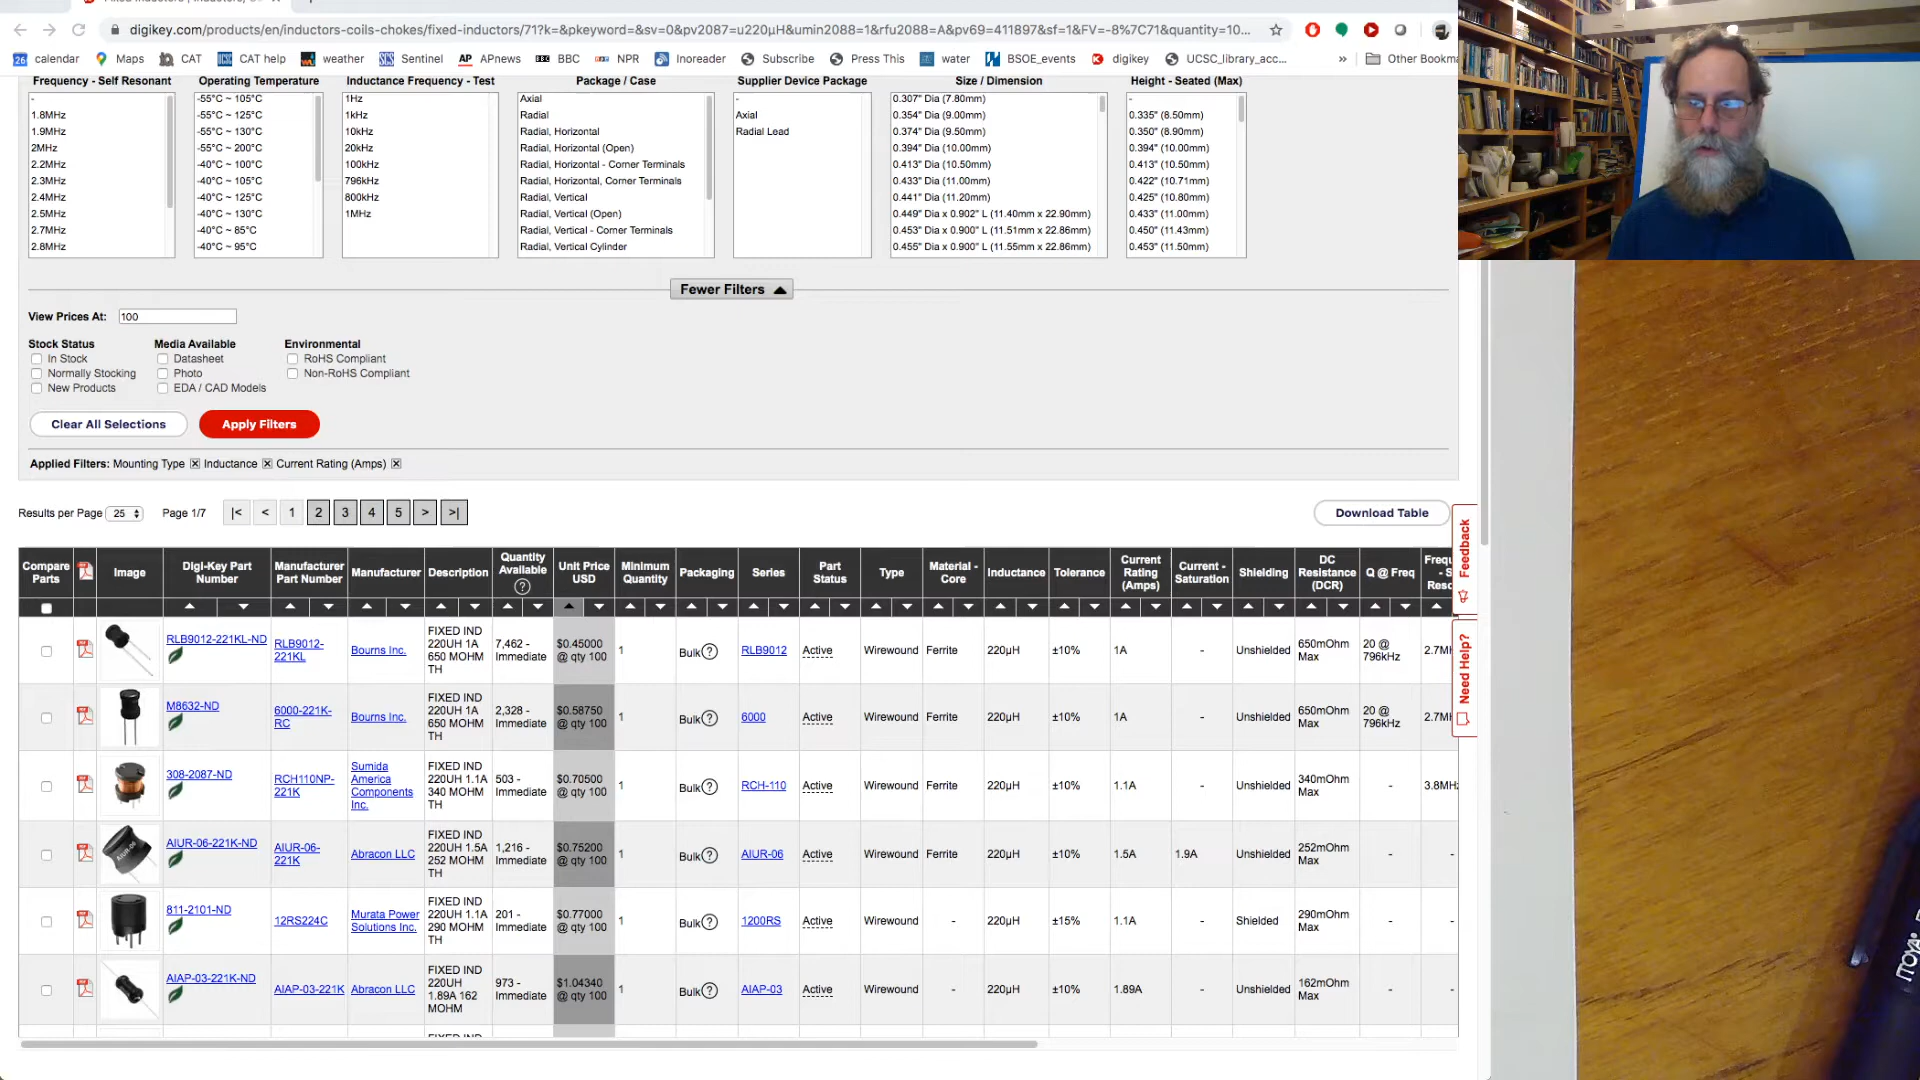 digikey.com/products/en/inductors-coils-chokes/fixed-inductors/71?k=&pkeyword=&sv=0&pv2087=u220µH&umin2088=1&rfu2088=A&pv69=411897&sf=1&FV=-8%7C71&quantity=10...
calendar Maps CAT CAT help weather Sentinel AP APnews BBC NPR Inoreader Subscribe Press This water BSOE_events digikey UCSC_library_acc... » Other Bookma
Frequency - Self Resonant Operating Temperature Inductance Frequency - Test Package / Case Supplier Device Package Size / Dimension Height - Seated (Max)
- -55°C ~ 105°C 1Hz Axial - 0.307" Dia (7.80mm) -
1.8MHz -55°C ~ 125°C 1kHz Radial Axial 0.354" Dia (9.00mm) 0.335" (8.50mm)
1.9MHz -55°C ~ 130°C 10kHz Radial, Horizontal Radial Lead 0.374" Dia (9.50mm) 0.350" (8.90mm)
2MHz -55°C ~ 200°C 20kHz Radial, Horizontal (Open) 0.394" Dia (10.00mm) 0.394" (10.00mm)
2.2MHz -40°C ~ 100°C 100kHz Radial, Horizontal - Corner Terminals 0.413" Dia (10.50mm) 0.413" (10.50mm)
2.3MHz -40°C ~ 105°C 796kHz Radial, Horizontal, Corner Terminals 0.433" Dia (11.00mm) 0.422" (10.71mm)
2.4MHz -40°C ~ 125°C 800kHz Radial, Vertical 0.441" Dia (11.20mm) 0.425" (10.80mm)
2.5MHz -40°C ~ 130°C 1MHz Radial, Vertical (Open) 0.449" Dia x 0.902" L (11.40mm x 22.90mm) 0.433" (11.00mm)
2.7MHz -40°C ~ 85°C Radial, Vertical - Corner Terminals 0.453" Dia x 0.900" L (11.51mm x 22.86mm) 0.450" (11.43mm)
2.8MHz -40°C ~ 95°C Radial, Vertical Cylinder 0.455" Dia x 0.900" L (11.55mm x 22.86mm) 0.453" (11.50mm)
Fewer Filters
View Prices At: 100
Stock Status Media Available Environmental
In Stock Datasheet RoHS Compliant
Normally Stocking Photo Non-RoHS Compliant
New Products EDA / CAD Models
Clear All Selections Apply Filters
Applied Filters: Mounting Type Inductance Current Rating (Amps)
Results per Page 25 Page 1/7 |< < 1 2 3 4 5 > >| Download Table
Feedback
Need Help?
Compare Parts Image Digi-Key Part Number Manufacturer Part Number Manufacturer Description Quantity Available ? Unit Price USD Minimum Quantity Packaging Series Part Status Type Material - Core Inductance Tolerance Current Rating (Amps) Current - Saturation Shielding DC Resistance (DCR) Q @ Freq Frequ - S Reso
RLB9012-221KL-ND RLB9012-221KL Bourns Inc. FIXED IND 220UH 1A 650 MOHM TH 7,462 - Immediate $0.45000 @ qty 100 1 Bulk ? RLB9012 Active Wirewound Ferrite 220µH ±10% 1A - Unshielded 650mOhm Max 20 @ 796kHz 2.7MH
M8632-ND 6000-221K-RC Bourns Inc. FIXED IND 220UH 1A 650 MOHM TH 2,328 - Immediate $0.58750 @ qty 100 1 Bulk ? 6000 Active Wirewound Ferrite 220µH ±10% 1A - Unshielded 650mOhm Max 20 @ 796kHz 2.7MH
308-2087-ND RCH110NP-221K Sumida America Components Inc. FIXED IND 220UH 1.1A 340 MOHM TH 503 - Immediate $0.70500 @ qty 100 1 Bulk ? RCH-110 Active Wirewound Ferrite 220µH ±10% 1.1A - Unshielded 340mOhm Max - 3.8MHz
AIUR-06-221K-ND AIUR-06-221K Abracon LLC FIXED IND 220UH 1.5A 252 MOHM TH 1,216 - Immediate $0.75200 @ qty 100 1 Bulk ? AIUR-06 Active Wirewound Ferrite 220µH ±10% 1.5A 1.9A Unshielded 252mOhm Max - -
811-2101-ND 12RS224C Murata Power Solutions Inc. FIXED IND 220UH 1.1A 290 MOHM TH 201 - Immediate $0.77000 @ qty 100 1 Bulk ? 1200RS Active Wirewound - 220µH ±15% 1.1A - Shielded 290mOhm Max - -
AIAP-03-221K-ND AIAP-03-221K Abracon LLC FIXED IND 220UH 1.89A 162 MOHM 973 - Immediate $1.04340 @ qty 100 1 Bulk ? AIAP-03 Active Wirewound - 220µH ±10% 1.89A - Unshielded 162mOhm Max - -
ITOYA